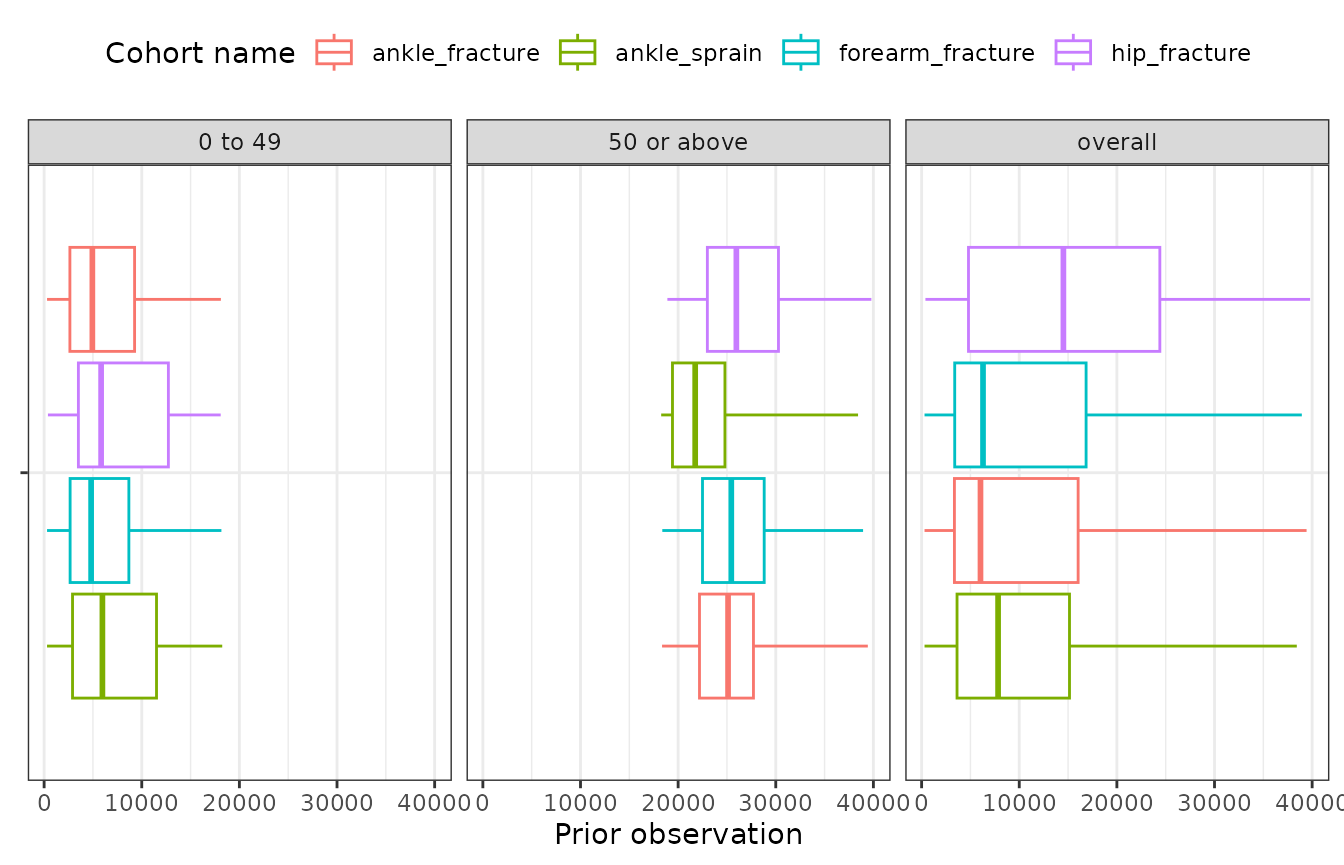 Cohort name ankle_fracture ankle_sprain forearm_fracture hip_fracture
0 to 49 50 or above overall
0 10000 20000 30000 40000 0 10000 20000 30000 40000 0 10000 20000 30000 40000
Prior observation